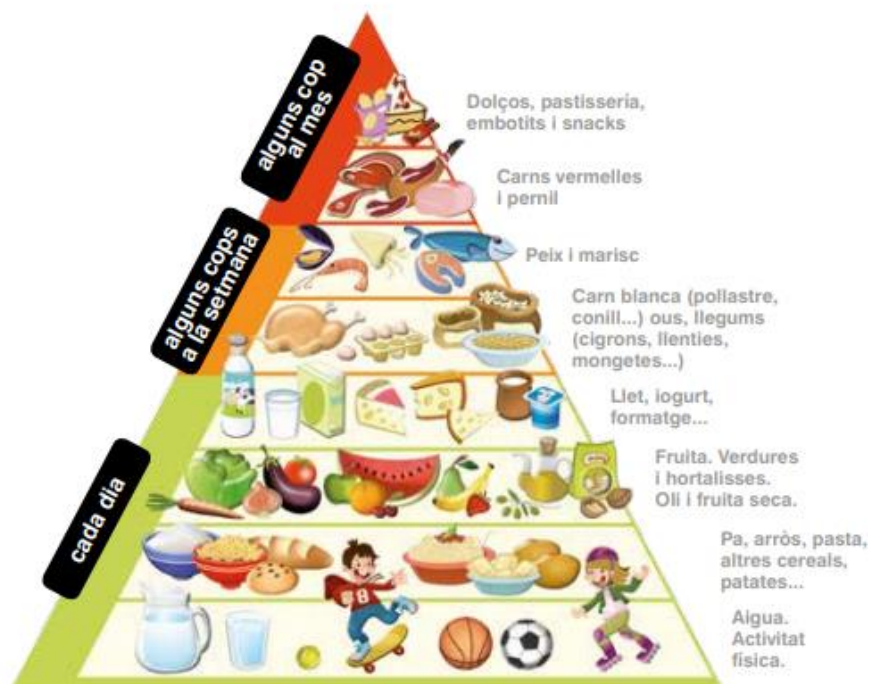 alguns cop
al mes
Dolços, pastisseria,
embotits i snacks
Carns vermelles
i pernil
alguns cops
a la setmana
Peix i marisc
Carn blanca (pollastre,
conill...) ous, llegums
(cigrons, llenties,
mongetes...)
Llet, iogurt,
formatge...
cada dia
Fruita. Verdures
i hortalisses.
Oli i fruita seca.
Pa, arròs, pasta,
altres cereals,
patates...
Aigua.
Activitat
física.